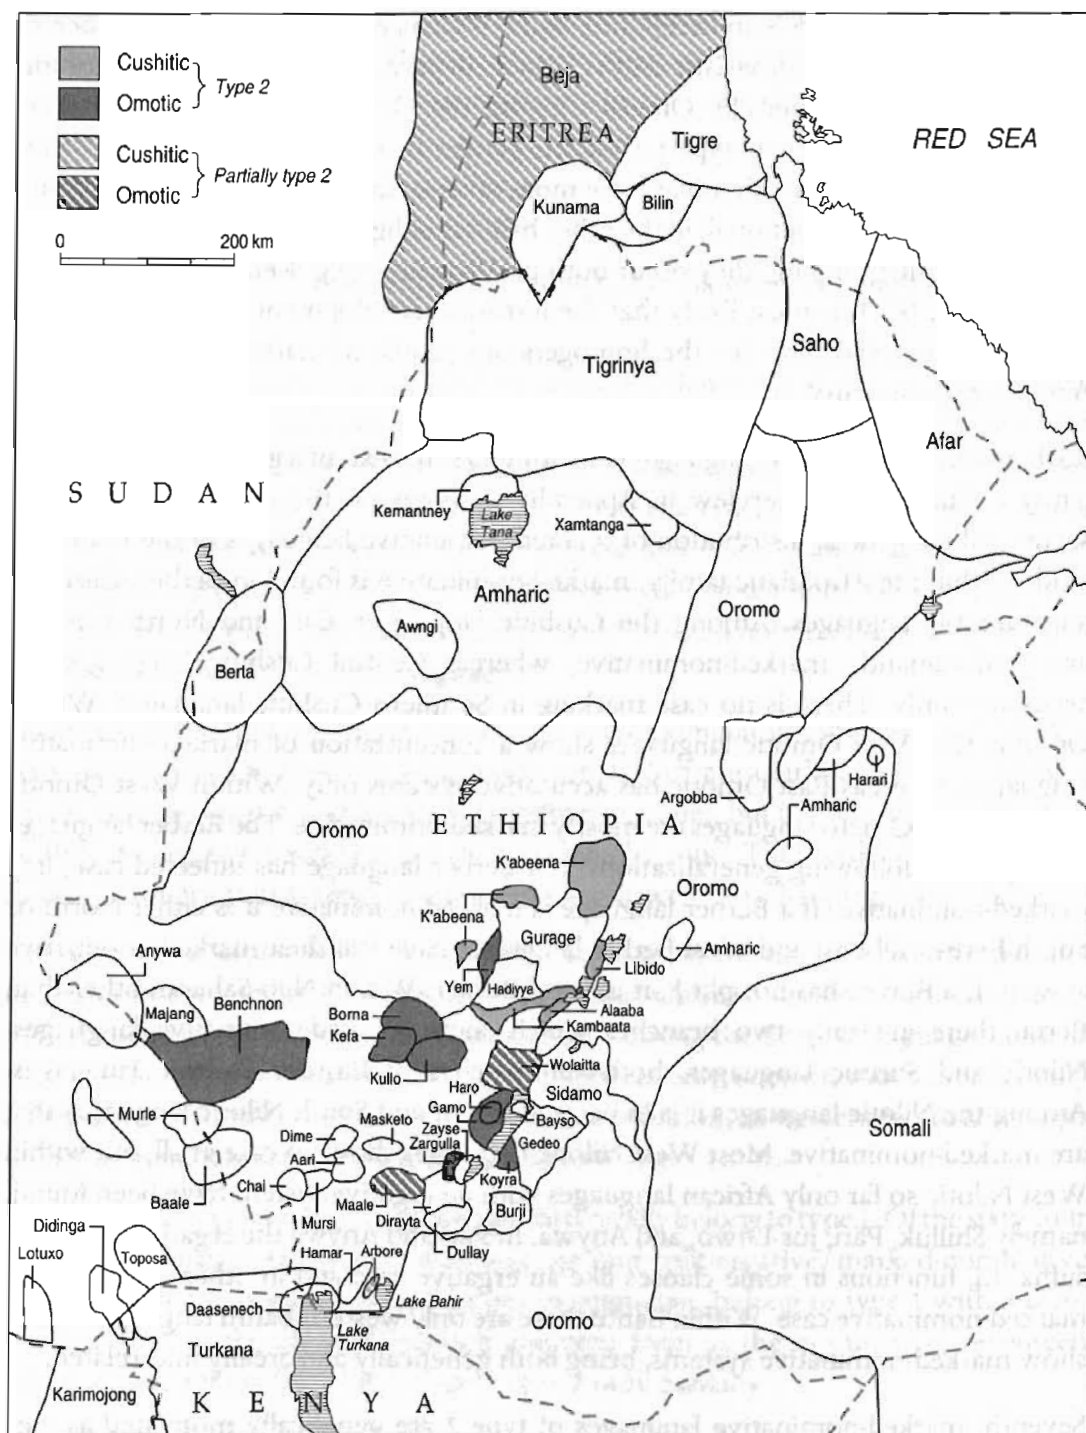 Cushitic
Omotic
Type 2
Cushitic
Omotic
Partially type 2
0
200 km
Beja
ERITREA
Tigre
RED SEA
Kunama
Bilin
Saho
Tigrinya
Afar
SUDAN
Kemantney
Lake
Tana
Xamtanga
Amharic
Oromo
Awngi
Berta
Harari
Argobba
Amharic
Oromo
ETHIOPIA
K'abeena
Oromo
K'abeena
Gurage
Amharic
Anywa
Yem
Hadiyya
Libido
Majang
Benchnon
Borna
Alaaba
Kefa
Kambaata
Kullo
Wolaitta
Haro
Sidamo
Murle
Masketo
Gamo
Bayso
Dime
Zayse
Zargulla
Gedeo
Somali
Aari
Chai
Koyra
Baale
Mursi
Maale
Dirayta
Burji
Didinga
Dullay
Lotuxo
Toposa
Hamar
Arbore
Daasenech
Lake Bahir
Oromo
Turkana
Lake
Turkana
Karimojong
KENYA